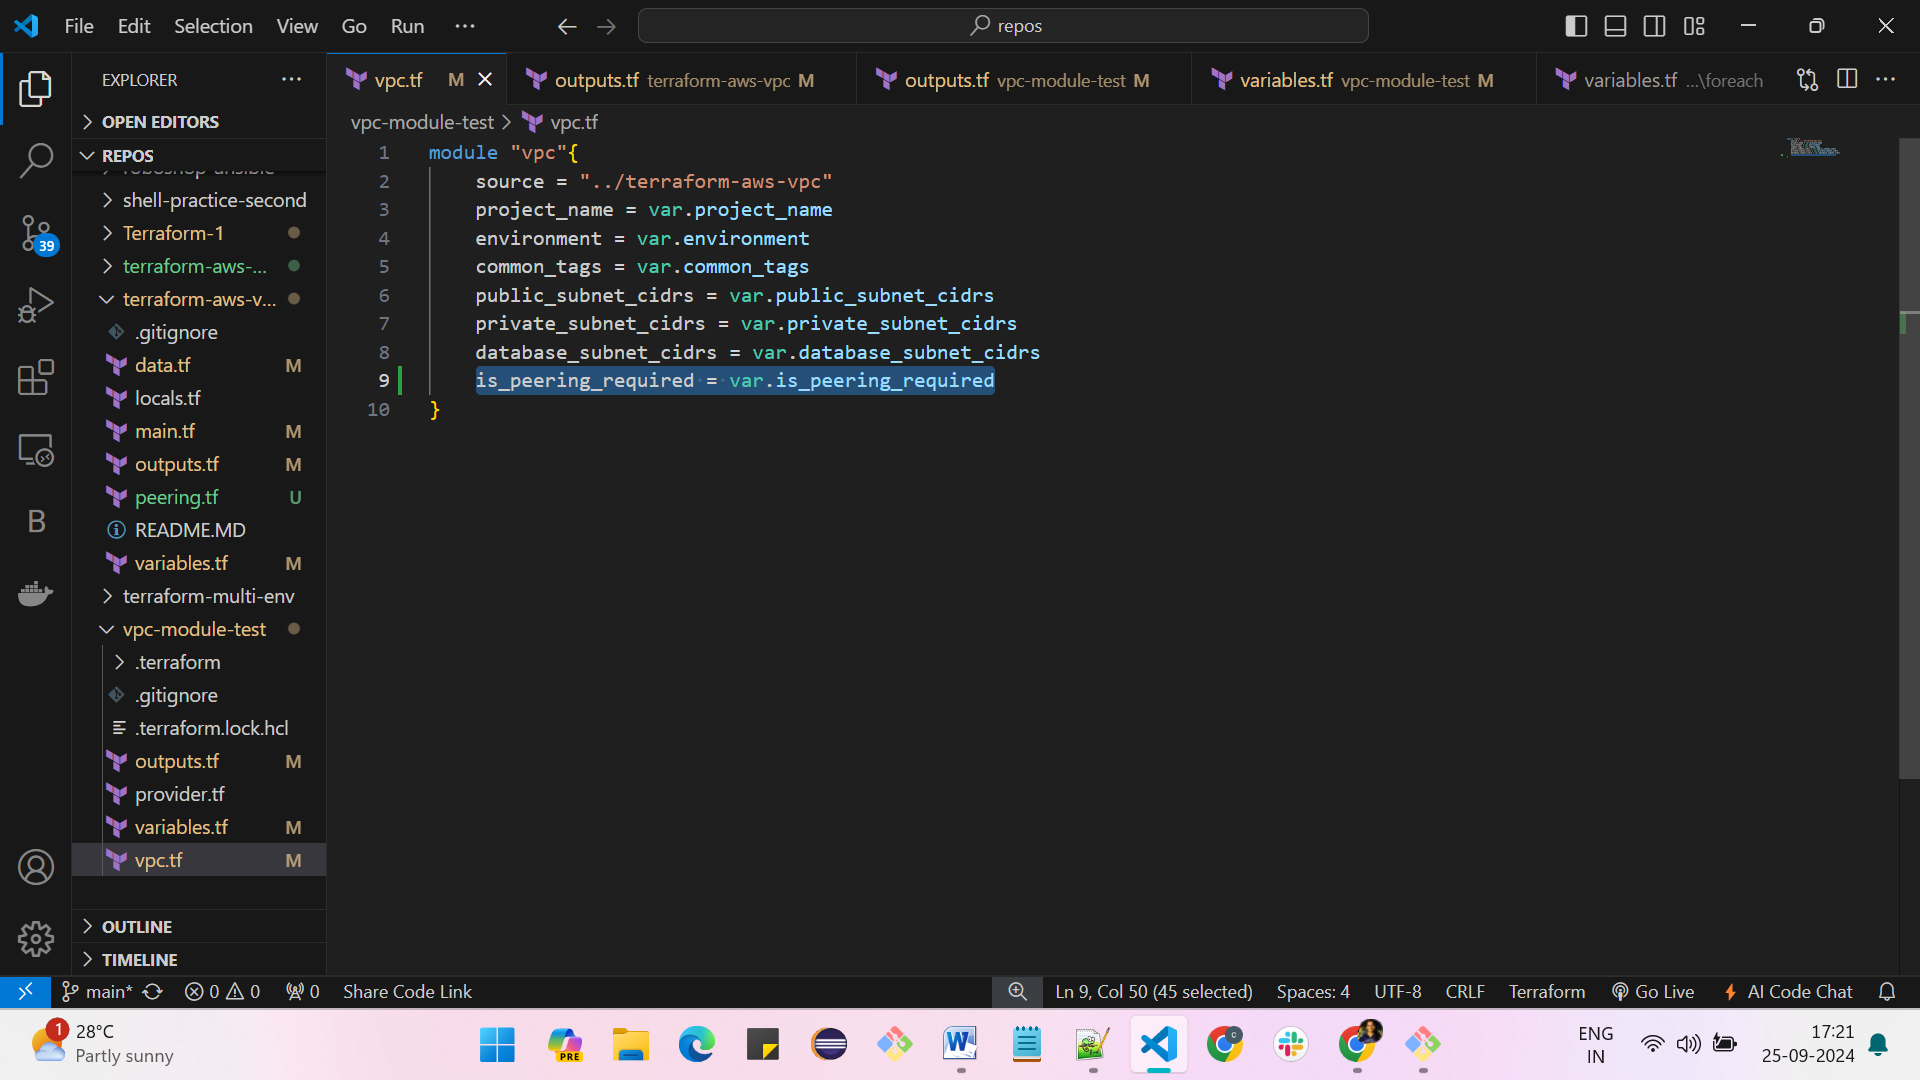 File Edit Selection View Go Run ···
repos
EXPLORER ···
vpc.tf M
outputs.tf terraform-aws-vpc M
outputs.tf vpc-module-test M
variables.tf vpc-module-test M
variables.tf ...\foreach
OPEN EDITORS
REPOS
roboshop-ansible
shell-practice-second
Terraform-1
terraform-aws-...
terraform-aws-v...
.gitignore
data.tf M
locals.tf
main.tf M
outputs.tf M
peering.tf U
README.MD
variables.tf M
terraform-multi-env
vpc-module-test
.terraform
.gitignore
.terraform.lock.hcl
outputs.tf M
provider.tf
variables.tf M
vpc.tf M
OUTLINE
TIMELINE
39
B
vpc-module-test > vpc.tf
1 module "vpc"{
2 source = "../terraform-aws-vpc"
3 project_name = var.project_name
4 environment = var.environment
5 common_tags = var.common_tags
6 public_subnet_cidrs = var.public_subnet_cidrs
7 private_subnet_cidrs = var.private_subnet_cidrs
8 database_subnet_cidrs = var.database_subnet_cidrs
9 is_peering_required = var.is_peering_required
10 }
main* 0 0 0 Share Code Link
Ln 9, Col 50 (45 selected) Spaces: 4 UTF-8 CRLF Terraform Go Live AI Code Chat
1
28°C
Partly sunny
PRE
W
C
ENG
IN
17:21
25-09-2024